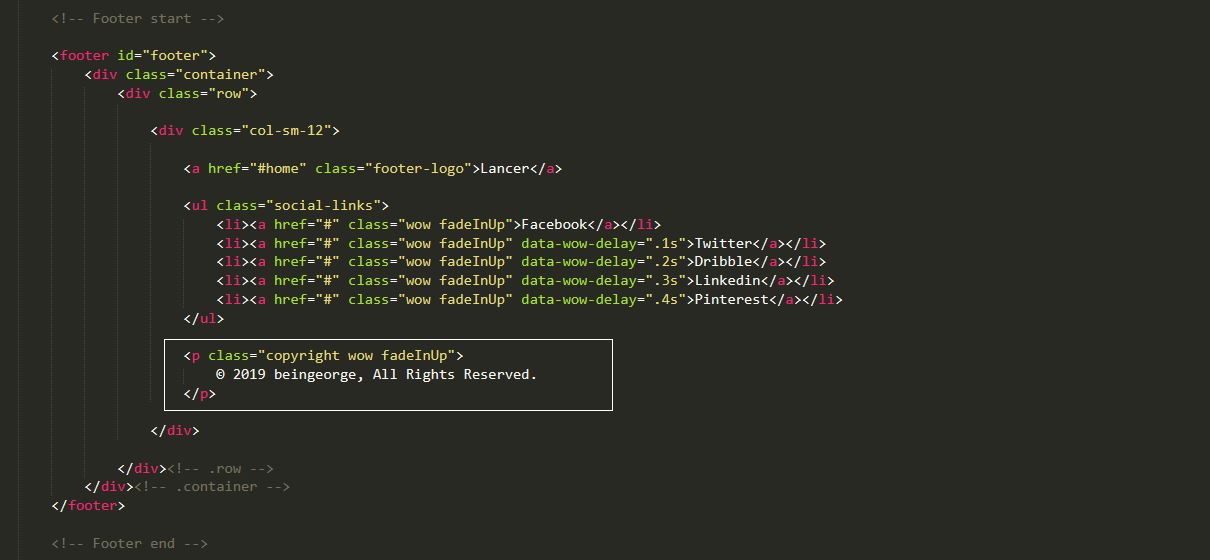 <!-- Footer start -->
<footer id="footer">
<div class="container">
<div class="row">
<div class="col-sm-12">
<a href="#home" class="footer-logo">Lancer</a>
<ul class="social-links">
<li><a href="#" class="wow fadeInUp">Facebook</a></li>
<li><a href="#" class="wow fadeInUp" data-wow-delay=".1s">Twitter</a></li>
<li><a href="#" class="wow fadeInUp" data-wow-delay=".2s">Dribble</a></li>
<li><a href="#" class="wow fadeInUp" data-wow-delay=".3s">Linkedin</a></li>
<li><a href="#" class="wow fadeInUp" data-wow-delay=".4s">Pinterest</a></li>
</ul>
<p class="copyright wow fadeInUp">
© 2019 beingeorge, All Rights Reserved.
</p>
</div>
</div><!-- .row -->
</div><!-- .container -->
</footer>
<!-- Footer end -->